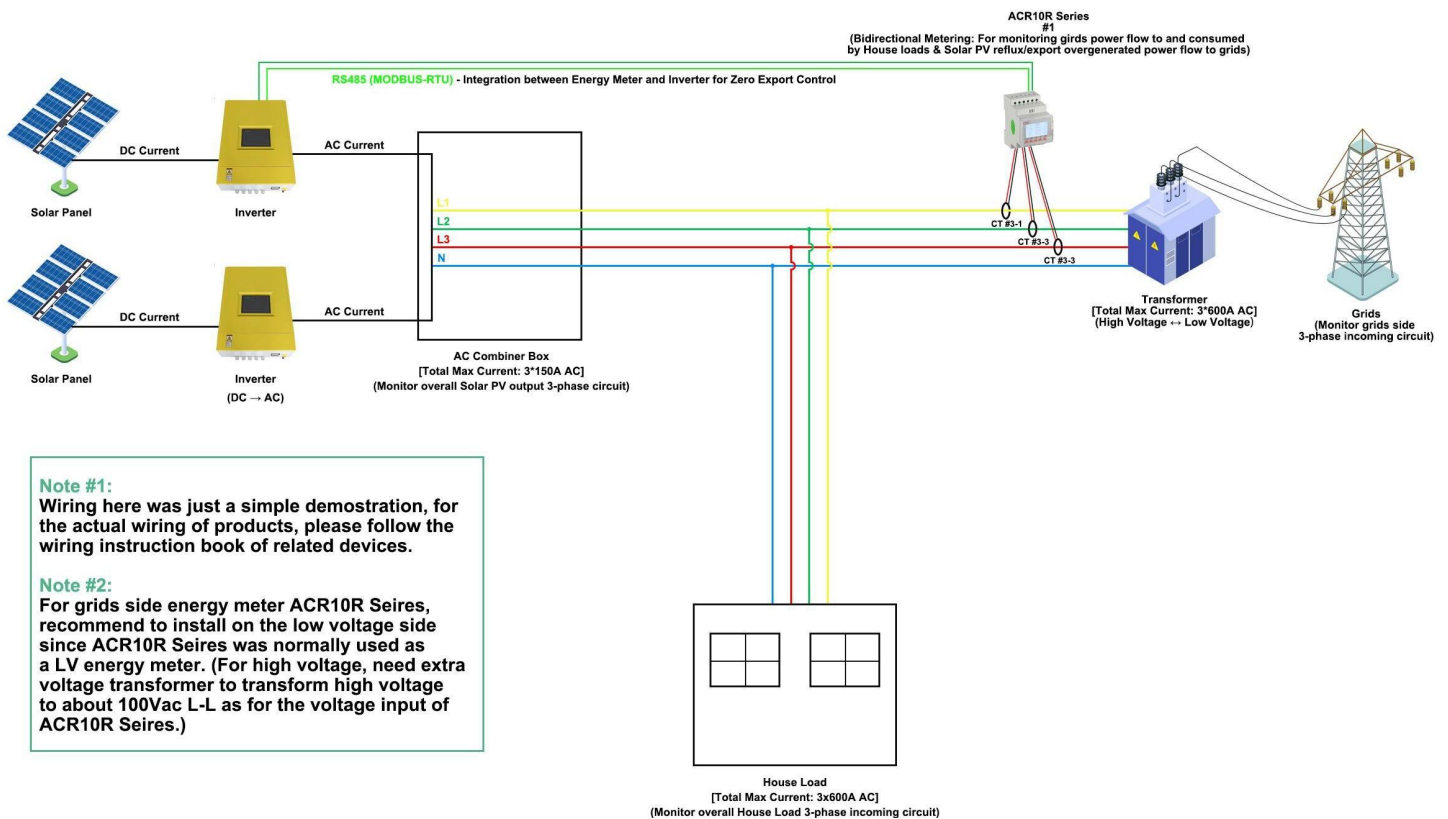 ACR10R Series
#1
(Bidirectional Metering: For monitoring girds power flow to and consumed
by House loads & Solar PV reflux/export overgenerated power flow to grids)
RS485 (MODBUS-RTU) - Integration between Energy Meter and Inverter for Zero Export Control
DC Current
AC Current
Solar Panel
Inverter
L1
L2
L3
N
CT #3-1
CT #3-3
CT #3-3
DC Current
AC Current
Solar Panel
Inverter
(DC → AC)
AC Combiner Box
[Total Max Current: 3*150A AC]
(Monitor overall Solar PV output 3-phase circuit)
Transformer
[Total Max Current: 3*600A AC]
(High Voltage ↔ Low Voltage)
Grids
(Monitor grids side
3-phase incoming circuit)
Note #1:
Wiring here was just a simple demostration, for
the actual wiring of products, please follow the
wiring instruction book of related devices.
Note #2:
For grids side energy meter ACR10R Seires,
recommend to install on the low voltage side
since ACR10R Seires was normally used as
a LV energy meter. (For high voltage, need extra
voltage transformer to transform high voltage
to about 100Vac L-L as for the voltage input of
ACR10R Seires.)
House Load
[Total Max Current: 3x600A AC]
(Monitor overall House Load 3-phase incoming circuit)